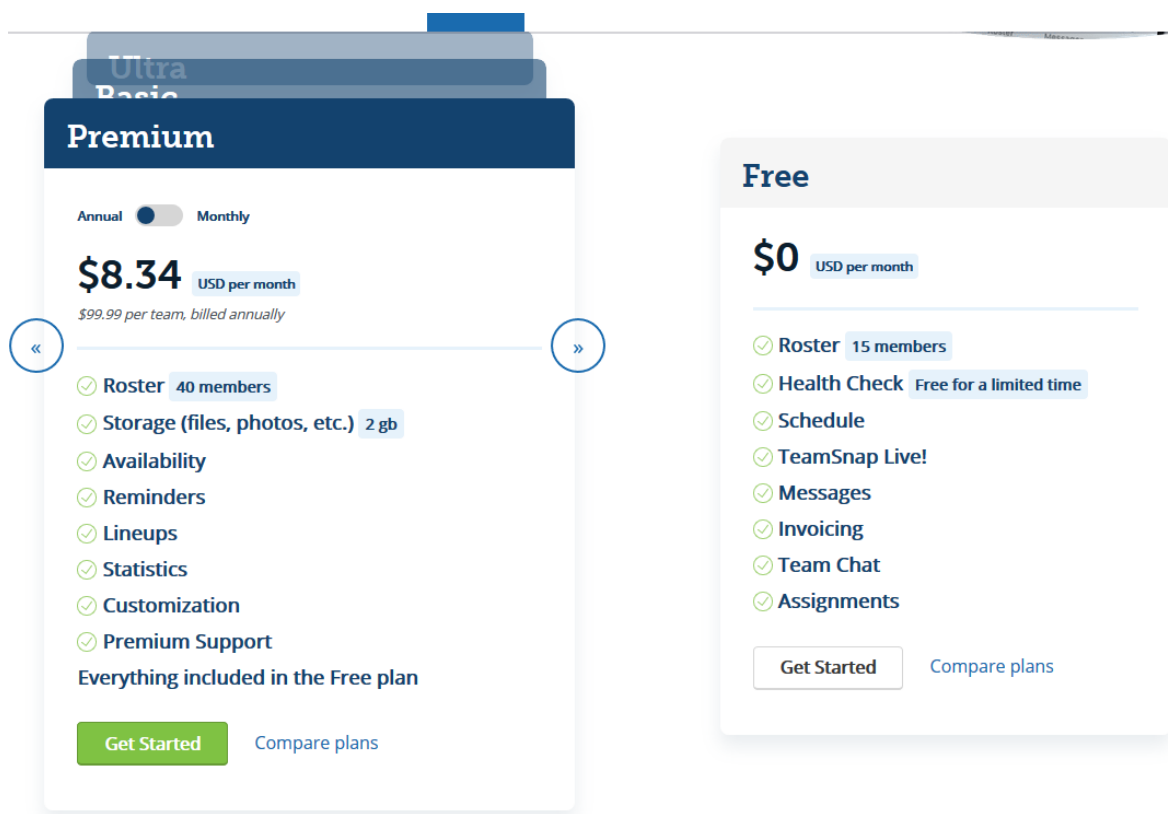 Ultra
Basic
Premium
Annual Monthly
$8.34 USD per month
$99.99 per team, billed annually
«
»
Roster 40 members
Storage (files, photos, etc.) 2 gb
Availability
Reminders
Lineups
Statistics
Customization
Premium Support
Everything included in the Free plan
Get Started Compare plans
Free
$0 USD per month
Roster 15 members
Health Check Free for a limited time
Schedule
TeamSnap Live!
Messages
Invoicing
Team Chat
Assignments
Get Started Compare plans